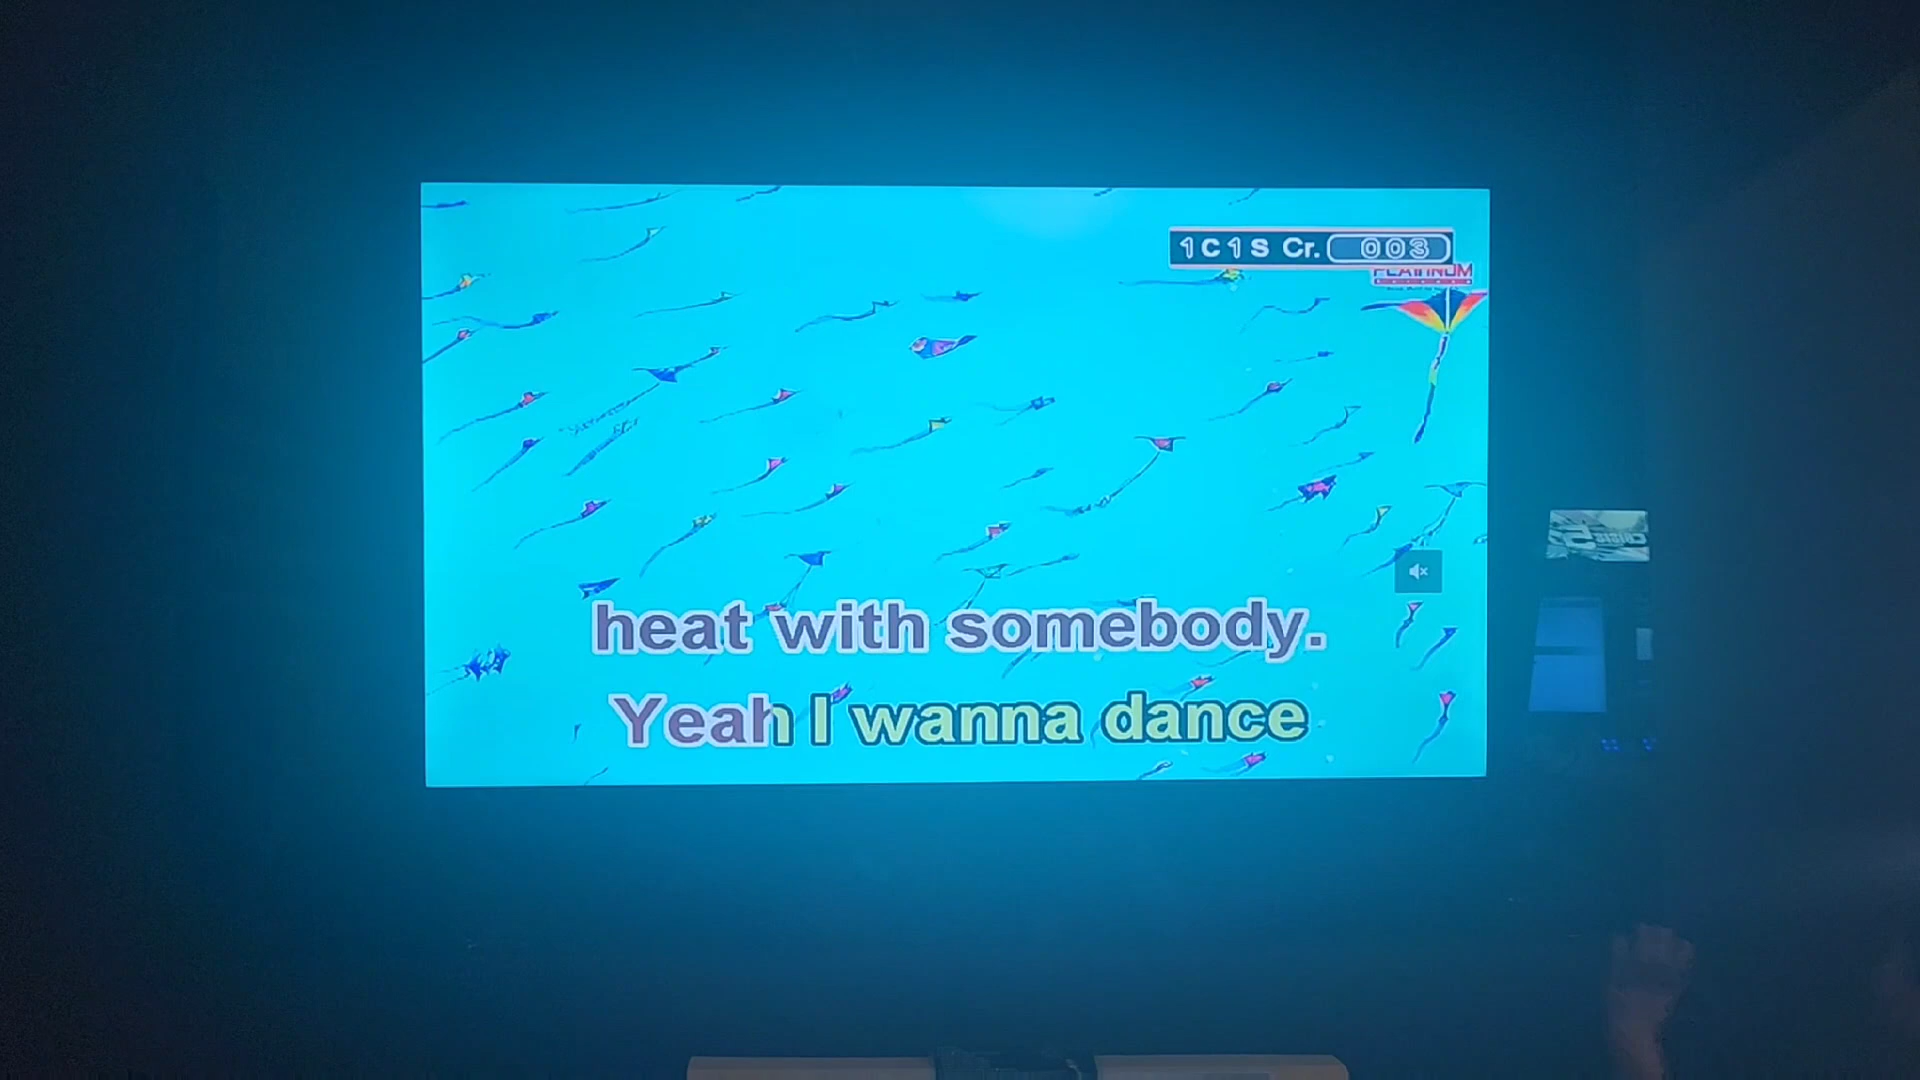 1C1S Cr. 003
PLATINUM
heat with somebody.
Yeah I wanna dance